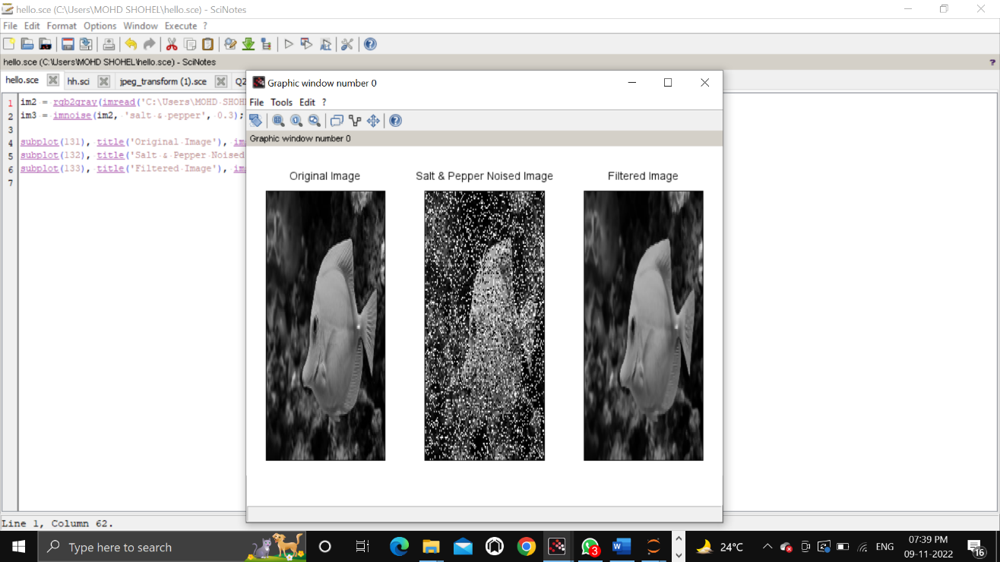 hello.sce (C:\Users\MOHD SHOHEL\hello.sce) - SciNotes
File Edit Format Options Window Execute ?
hello.sce (C:\Users\MOHD SHOHEL\hello.sce) - SciNotes
?
hello.sce hh.sci jpeg_transform (1).sce Q2
1 im2 = rgb2gray(imread('C:\Users\MOHD SHOH
2 im3 = imnoise(im2, 'salt & pepper', 0.3);
3
4 subplot(131), title('Original Image'), im
5 subplot(132), title('Salt & Pepper Noised
6 subplot(133), title('Filtered Image'), im
7
Graphic window number 0
File Tools Edit ?
Graphic window number 0
Original Image
Salt & Pepper Noised Image
Filtered Image
Line 1, Column 62.
Type here to search
3
W
24°C
ENG
07:39 PM
09-11-2022
16